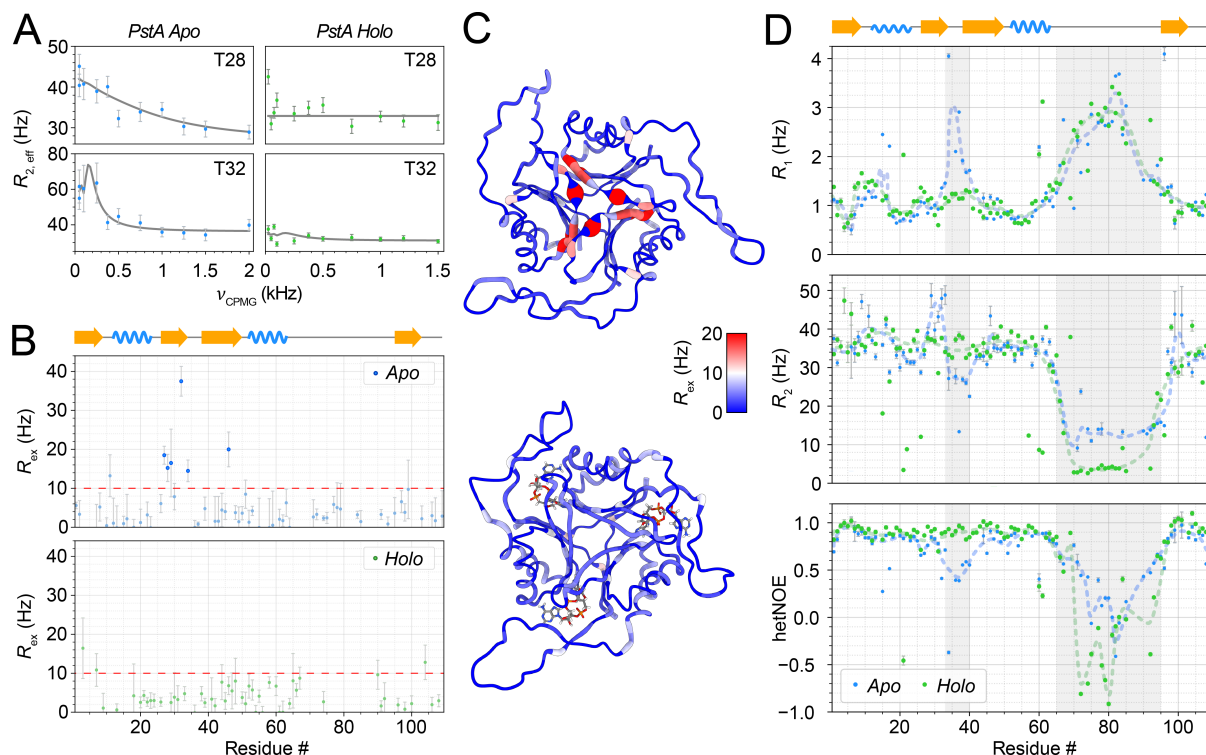 A
PstA Apo
PstA Holo
T28
T28
50
40
30
R2, eff (Hz)
T32
T32
80
60
40
0
0.5
1
1.5
2
0
0.5
1
1.5
νCPMG (kHz)
B
Apo
40
30
20
10
0
Rex (Hz)
Holo
40
30
20
10
0
Rex (Hz)
20
40
60
80
100
Residue #
C
20
10
0
Rex (Hz)
D
4
3
2
1
0
R1 (Hz)
50
40
30
20
10
0
R2 (Hz)
1.0
0.5
0.0
−0.5
−1.0
hetNOE
Apo
Holo
20
40
60
80
100
Residue #